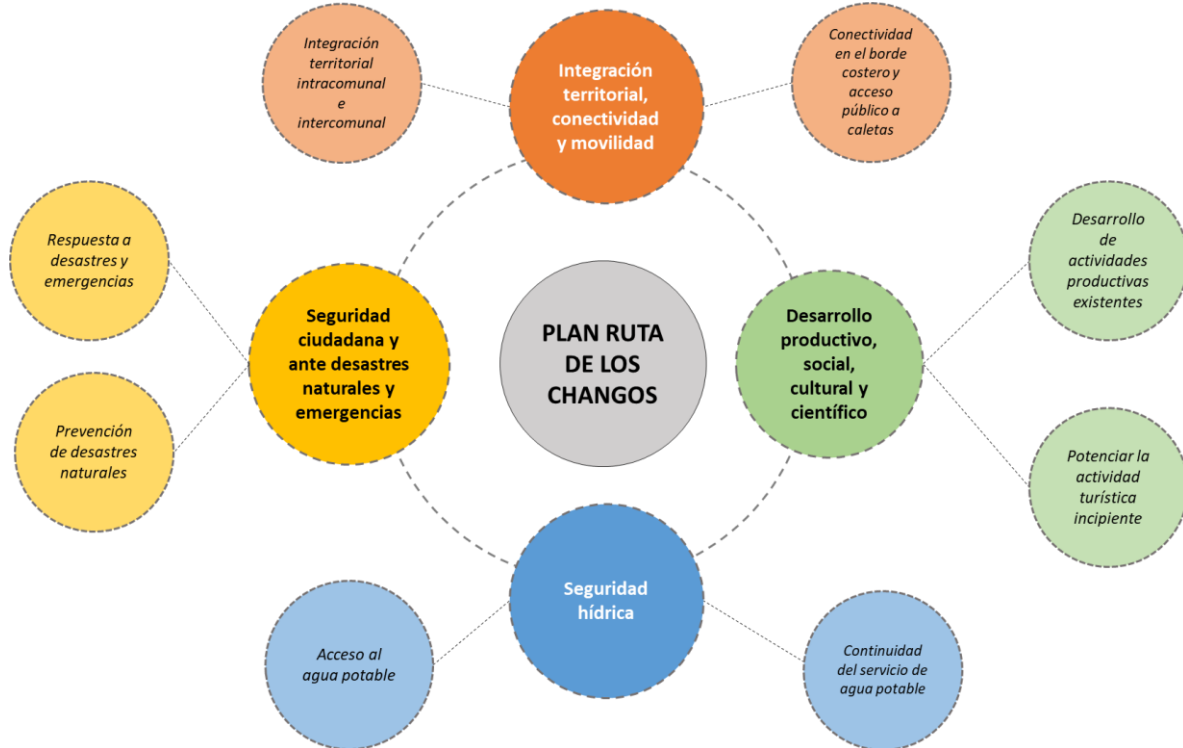 Integración
territorial
intracomunal
e
intercomunal
Integración
territorial,
conectividad
y movilidad
Conectividad
en el borde
costero y
acceso
público a
caletas
Respuesta a
desastres y
emergencias
Prevención
de desastres
naturales
Seguridad
ciudadana y
ante desastres
naturales y
emergencias
PLAN RUTA
DE LOS
CHANGOS
Desarrollo
productivo,
social,
cultural y
científico
Desarrollo
de
actividades
productivas
existentes
Potenciar la
actividad
turística
incipiente
Acceso al
agua potable
Seguridad
hídrica
Continuidad
del servicio de
agua potable